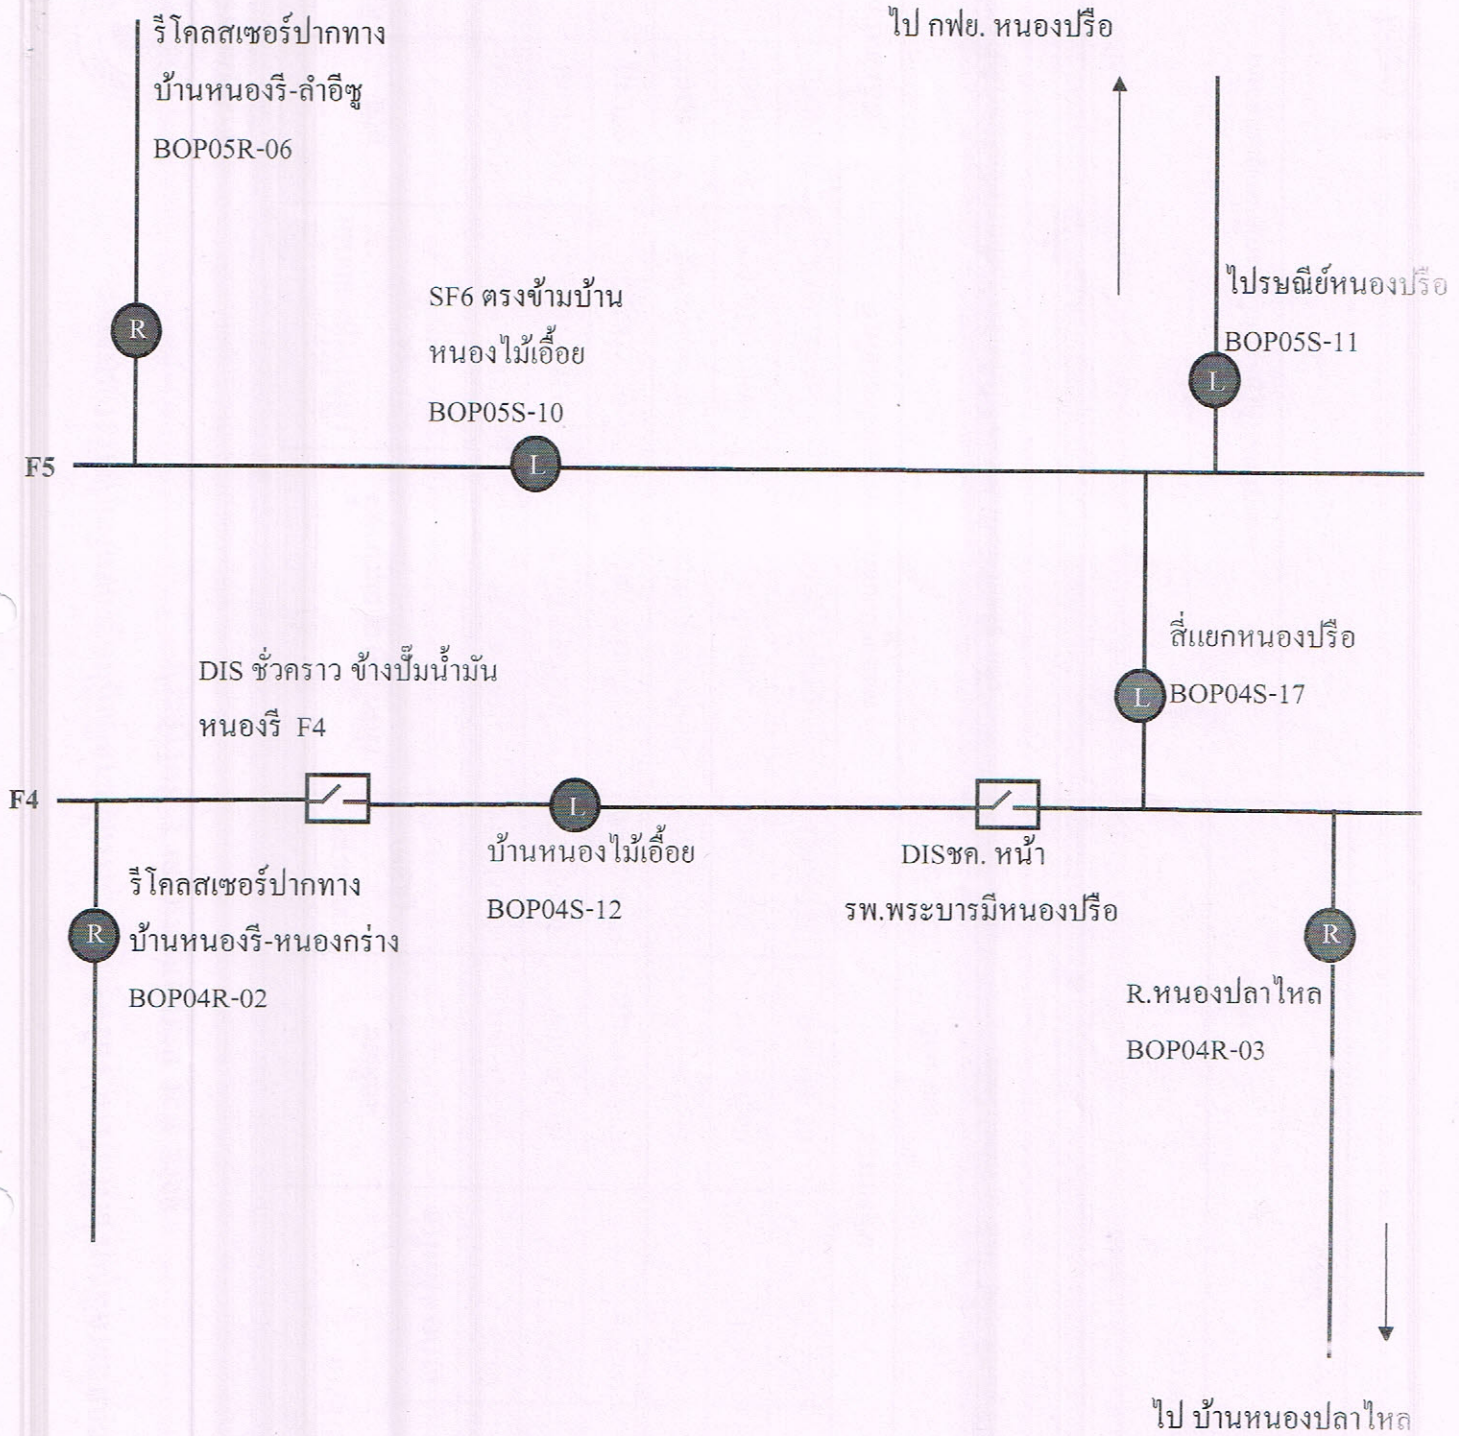 รีโคลสเซอร์ปากทาง
บ้านหนองรี-ลำอีซู
BOP05R-06
ไป กฟย. หนองปรือ
R
SF6 ตรงข้ามบ้าน
หนองไม้เอื้อย
BOP05S-10
ไปรษณีย์หนองปรือ
BOP05S-11
L
F5
L
สี่แยกหนองปรือ
BOP04S-17
L
DIS ชั่วคราว ข้างปั๊มน้ำมัน
หนองรี F4
F4
L
บ้านหนองไม้เอื้อย
BOP04S-12
DISชค. หน้า
รพ.พระบารมีหนองปรือ
รีโคลสเซอร์ปากทาง
บ้านหนองรี-หนองกร่าง
BOP04R-02
R
R
R.หนองปลาไหล
BOP04R-03
ไป บ้านหนองปลาไหล